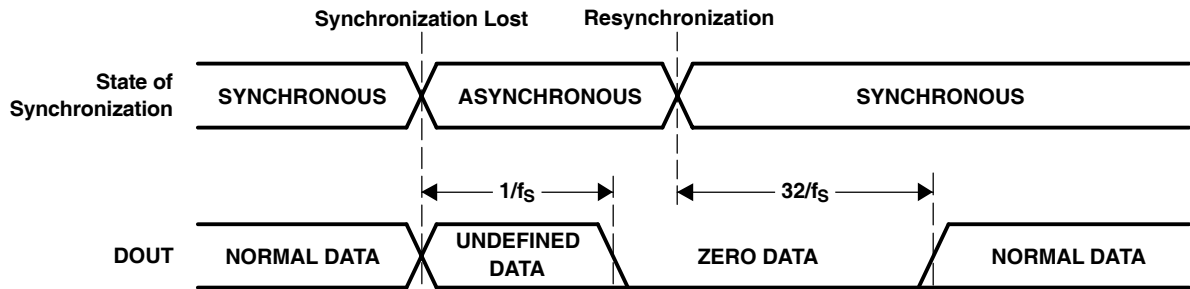 Synchronization Lost
Resynchronization
State of
Synchronization
SYNCHRONOUS
ASYNCHRONOUS
SYNCHRONOUS
1/fS
32/fS
DOUT
NORMAL DATA
UNDEFINED
DATA
ZERO DATA
NORMAL DATA